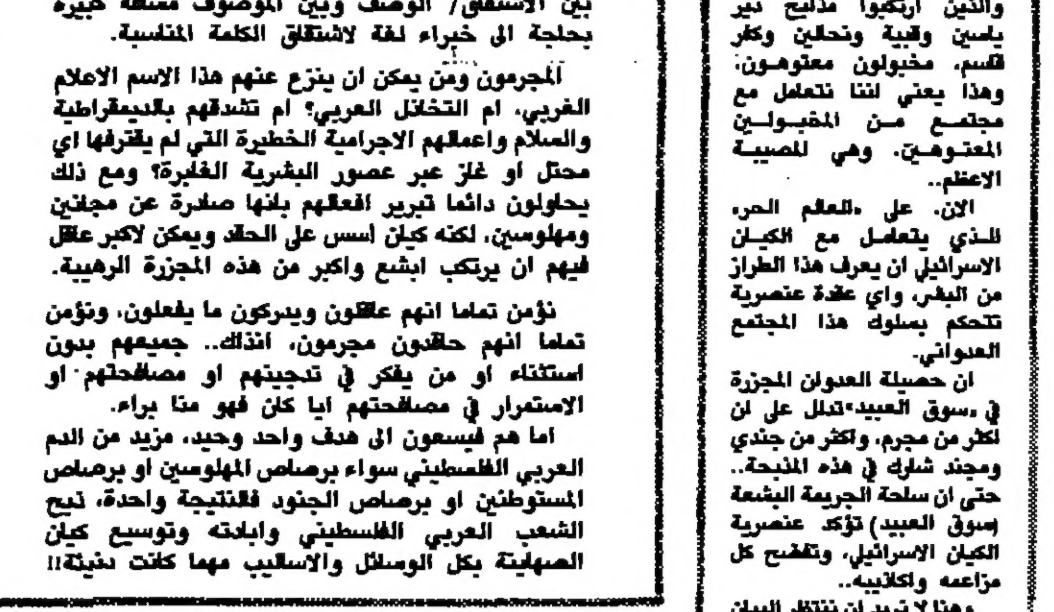 بين الاشتقاق/ الوصف وبين الموصوف مسافة كبيرة
بحاجة الى خبراء لغة لاشتقاق الكلمة المناسبة.
المجرمون ومن يمكن ان ينزع عنهم هذا الاسم الاعلام
الغربي، ام التخاذل العربي؟ ام تشدقهم بالديمقراطية
والسلام واعمالهم الاجرامية الخطيرة التي لم يقترفها اي
محتل او غاز عبر عصور البشرية الغابرة؟ ومع ذلك
يحاولون دائما تبرير افعالهم بانها صادرة عن مجانين
ومهلوسين، لكنه كيان اسس على الحقد ويمكن لاكبر عاقل
فيهم ان يرتكب ابشع واكبر من هذه المجزرة الرهيبة.
نؤمن تماما انهم عاقلون ويدركون ما يفعلون، ونؤمن
تماما انهم حاقدون مجرمون، انذاك.. جميعهم بدون
استثناء او من يفكر في تدجينهم او مصافحتهم او
الاستمرار في مصافحتهم ايا كان فهو منا براء.
اما هم فيسعون الى هدف واحد وحيد، مزيد من الدم
العربي الفلسطيني سواء برصاص المهلوسين او برصاص
المستوطنين او برصاص الجنود فالنتيجة واحدة، ذبح
الشعب العربي الفلسطيني وابادته وتوسيع كيان
الصهاينة بكل الوسائل والاساليب مهما كانت دنيئة!!
والذين ارتكبوا مذابح دير
ياسين وقبية ونحالين وكفر
قاسم، مخبولون معتوهون،
وهذا يعني اننا نتعامل مع
مجتمع من المخبولين
المعتوهين، وهي المصيبة
الاعظم..
الان، على «العالم الحر»
الذي يتعامل مع الكيان
الاسرائيلي ان يعرف هذا الطراز
من البشر، واي عقدة عنصرية
تتحكم بسلوك هذا المجتمع
العدواني.
ان حصيلة العدوان المجزرة
في «سوق العبيد» تدلل على ان
اكثر من مجرم، واكثر من جندي
ومجند شارك في هذه المذبحة..
حتى ان ساحة الجريمة البشعة
(سوق العبيد) تؤكد عنصرية
الكيان الاسرائيلي، وتفضح كل
مزاعمه واكاذيبه..
وهنا لا نريد ان ننتظر البيان